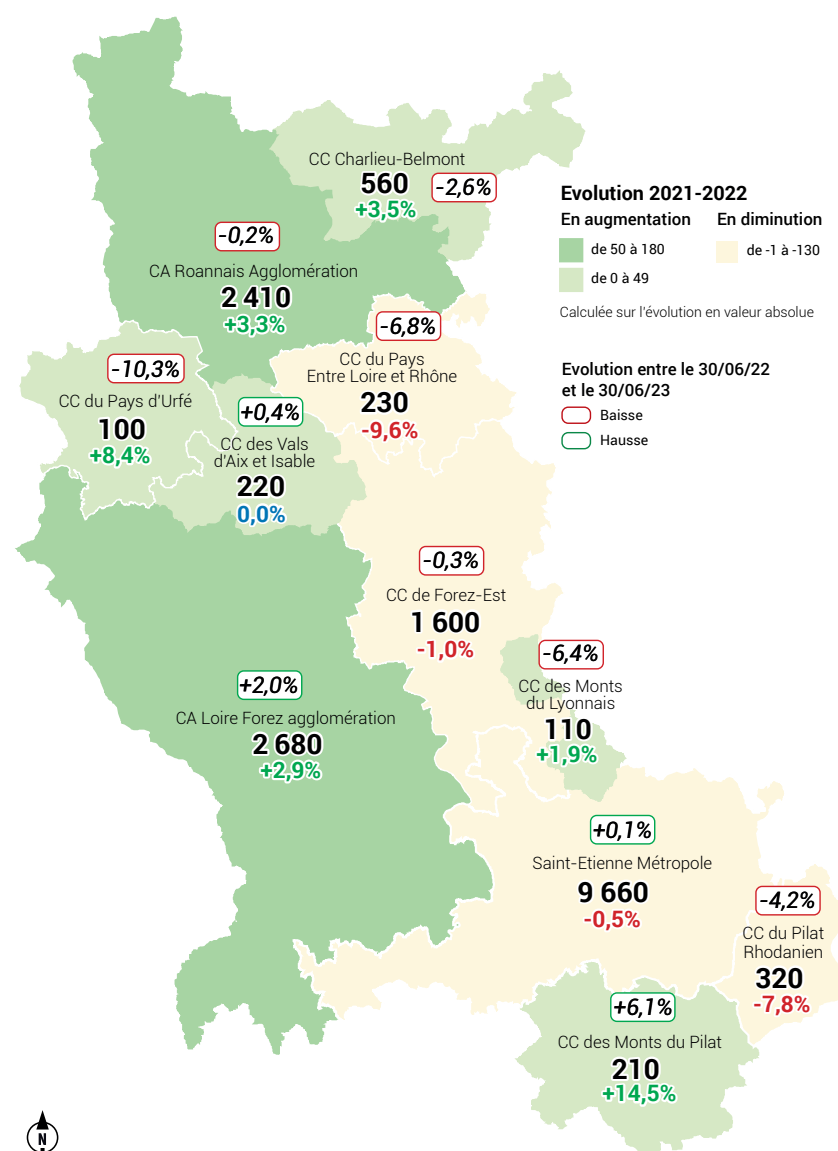 CC Charlieu-Belmont
560
-2,6%
+3,5%
Evolution 2021-2022
En augmentation
En diminution
de 50 à 180
de -1 à -130
de 0 à 49
Calculée sur l'évolution en valeur absolue
-0,2%
CA Roannais Agglomération
2 410
+3,3%
-6,8%
CC du Pays
Entre Loire et Rhône
230
-9,6%
Evolution entre le 30/06/22
et le 30/06/23
Baisse
Hausse
-10,3%
CC du Pays d'Urfé
100
+8,4%
+0,4%
CC des Vals
d'Aix et Isable
220
0,0%
-0,3%
CC de Forez-Est
1 600
-1,0%
-6,4%
CC des Monts
du Lyonnais
110
+1,9%
+2,0%
CA Loire Forez agglomération
2 680
+2,9%
+0,1%
Saint-Etienne Métropole
9 660
-0,5%
-4,2%
CC du Pilat
Rhodanien
320
-7,8%
+6,1%
CC des Monts du Pilat
210
+14,5%
N